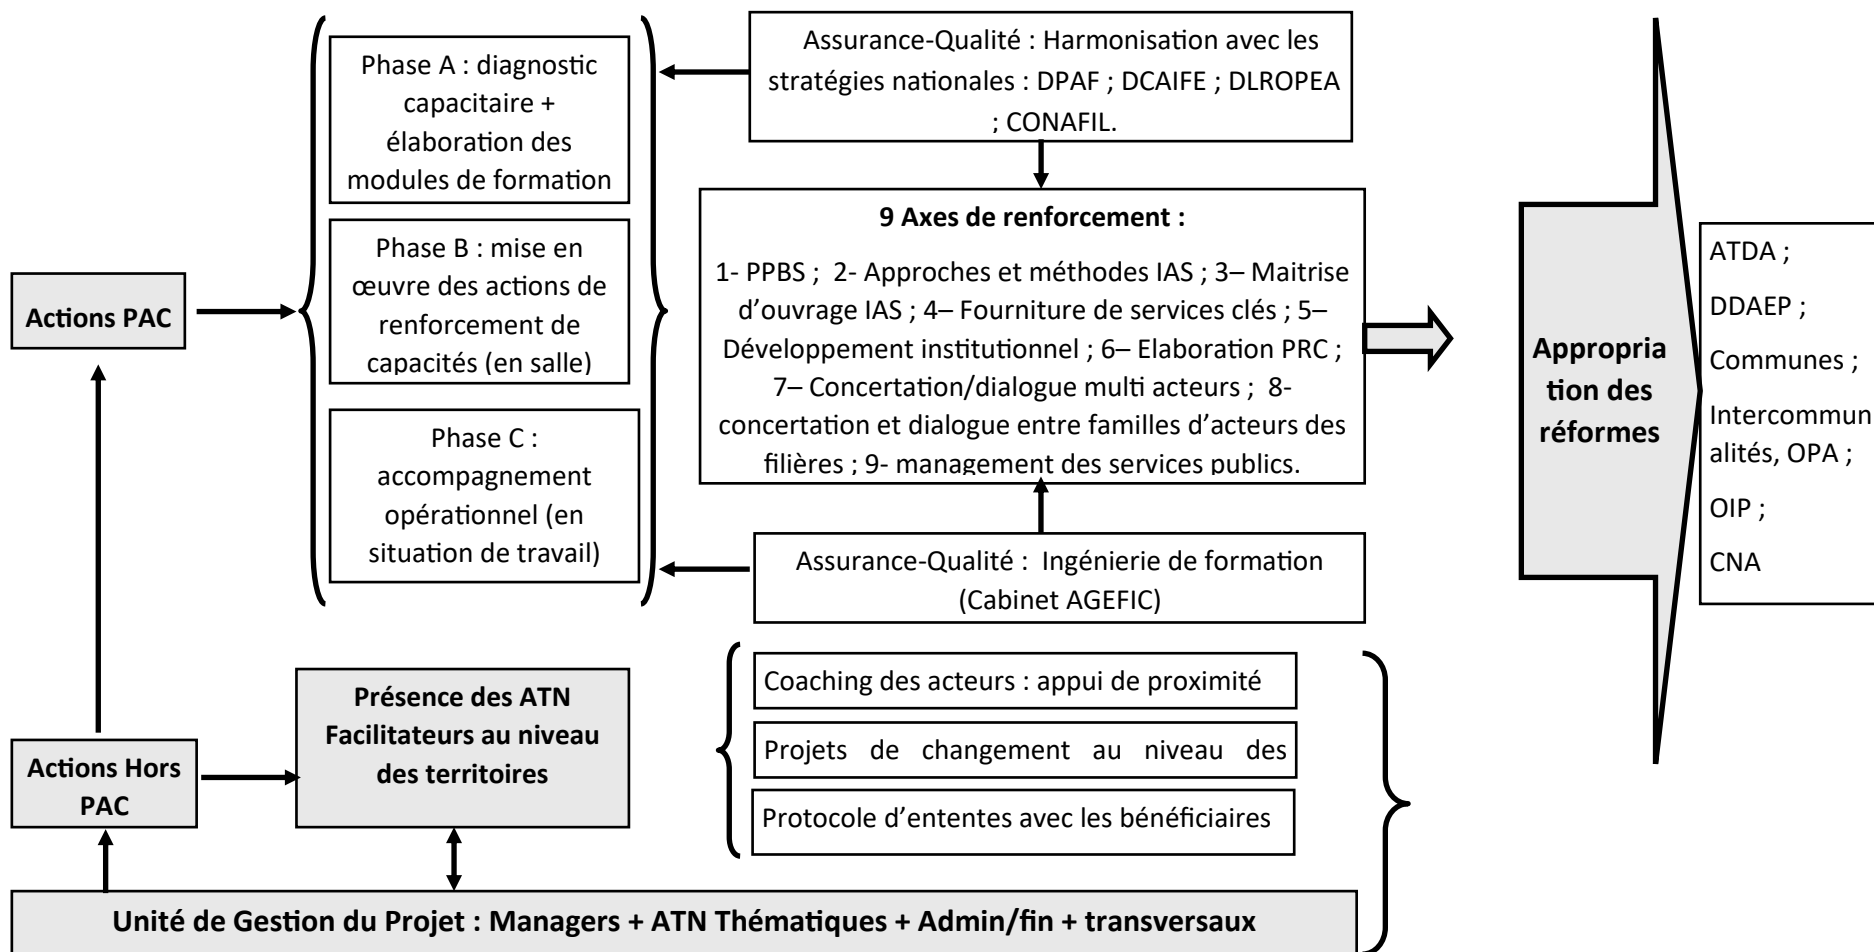 Phase A : diagnostic
capacitaire +
élaboration des
modules de formation
Phase B : mise en
œuvre des actions de
renforcement de
capacités (en salle)
Phase C :
accompagnement
opérationnel (en
situation de travail)
Actions PAC
Assurance-Qualité : Harmonisation avec les
stratégies nationales : DPAF ; DCAIFE ; DLROPEA
; CONAFIL.
9 Axes de renforcement :
1- PPBS ; 2- Approches et méthodes IAS ; 3– Maitrise
d’ouvrage IAS ; 4– Fourniture de services clés ; 5–
Développement institutionnel ; 6– Elaboration PRC ;
7– Concertation/dialogue multi acteurs ; 8-
concertation et dialogue entre familles d’acteurs des
filières ; 9- management des services publics.
Assurance-Qualité : Ingénierie de formation
(Cabinet AGEFIC)
Appropria
tion des
réformes
ATDA ;
DDAEP ;
Communes ;
Intercommun
alités, OPA ;
OIP ;
CNA
Actions Hors
PAC
Présence des ATN
Facilitateurs au niveau
des territoires
Coaching des acteurs : appui de proximité
Projets de changement au niveau des
Protocole d’ententes avec les bénéficiaires
Unité de Gestion du Projet : Managers + ATN Thématiques + Admin/fin + transversaux